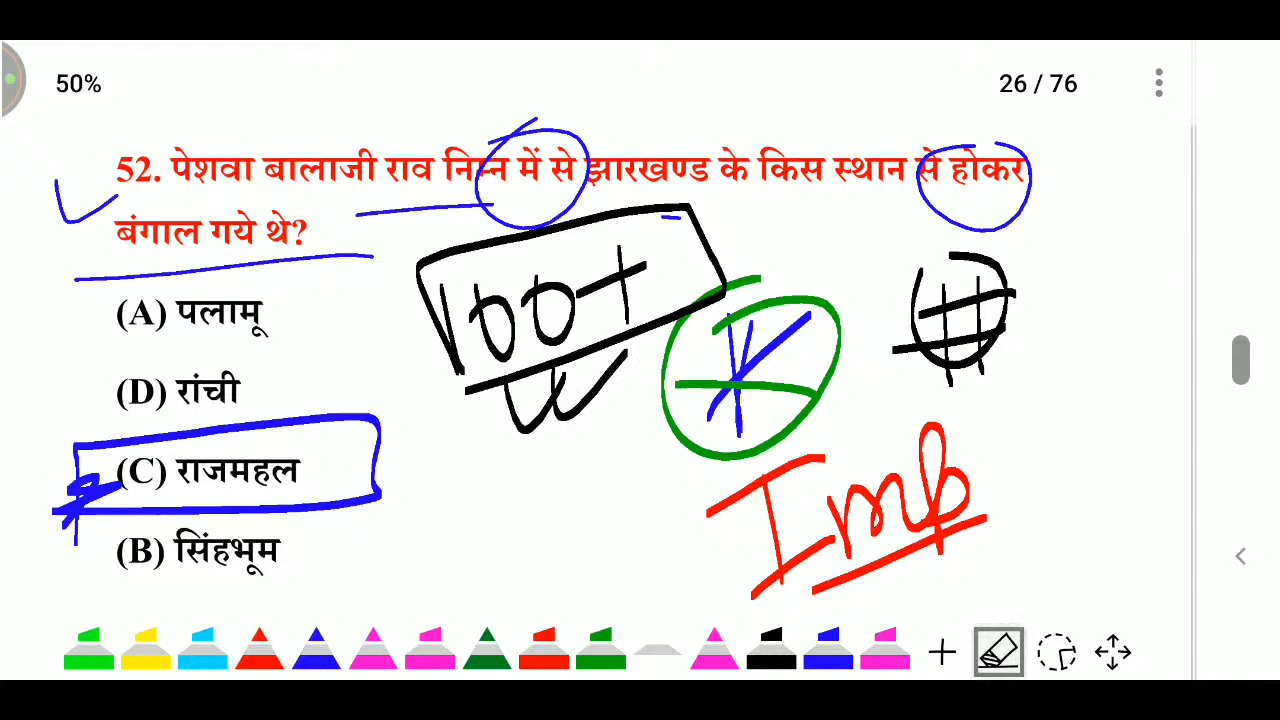 50%
26 / 76
52. पेशवा बालाजी राव निम्न में से झारखण्ड के किस स्थान से होकर
बंगाल गये थे?
100+
(A) पलामू
(D) रांची
(C) राजमहल
Imp
(B) सिंहभूम